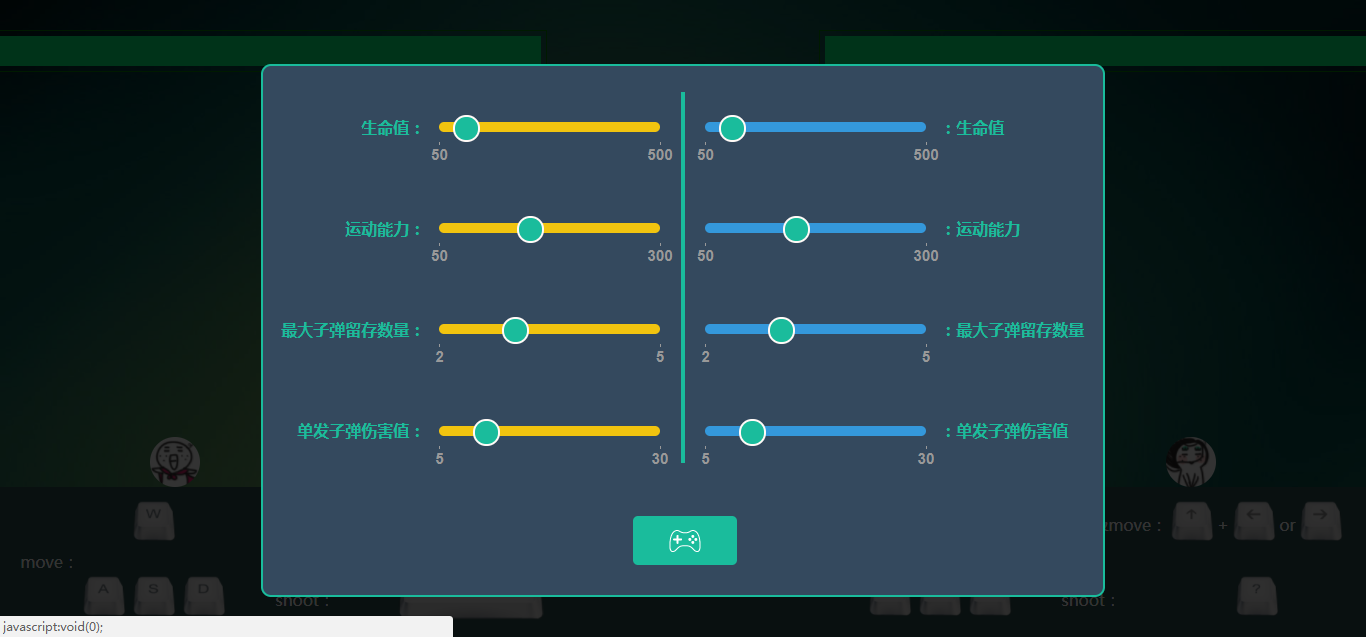 生命值：
50 500
50 500
：生命值
运动能力：
50 300
50 300
：运动能力
最大子弹留存数量：
2 5
2 5
：最大子弹留存数量
单发子弹伤害值：
5 30
5 30
：单发子弹伤害值
W
move :
A S D
shoot :
move : ↑ + ← or →
shoot :
?
javascript:void(0);